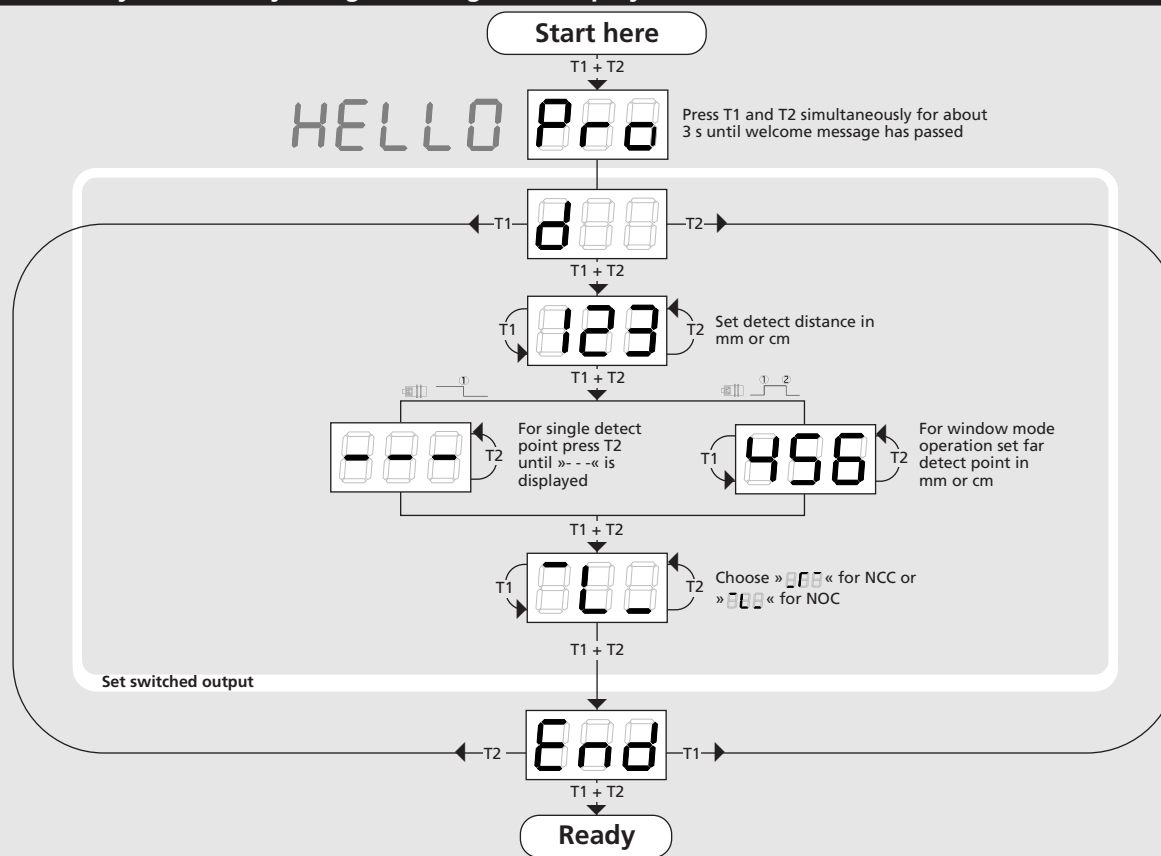 Start here
T1 + T2
HELLO
Pro
Press T1 and T2 simultaneously for about
3 s until welcome message has passed
T1
d
T2
T1 + T2
T1
123
T2
Set detect distance in
mm or cm
T1 + T2
1
1 2
- - -
T2
For single detect
point press T2
until »- - -« is
displayed
T1
456
T2
For window mode
operation set far
detect point in
mm or cm
T1 + T2
T1
T2
Choose » « for NCC or
» « for NOC
T1 + T2
Set switched output
T2
End
T1
T1 + T2
Ready